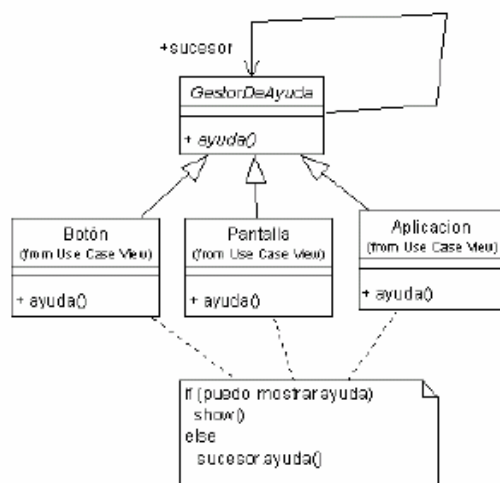 +sucesor
GestorDeAyuda
+ ayuda()
Botón
(from Use Case View)
+ ayuda()
Pantalla
(from Use Case View)
+ ayuda()
Aplicacion
(from Use Case View)
+ ayuda()
if (puedo mostrar ayuda)
show()
else
sucesor.ayuda()